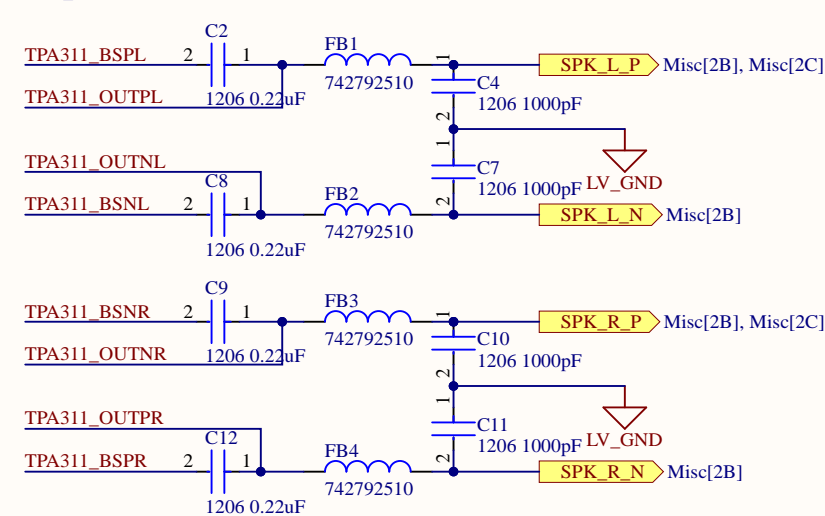 C2
TPA311_BSPL 2 1 FB1 1 SPK_L_P Misc[2B], Misc[2C]
742792510 C4
TPA311_OUTPL 1206 0.22uF 1206 1000pF
2
TPA311_OUTNL 1
C8 C7
1206 1000pF LV_GND
TPA311_BSNL 2 1 FB2 2 SPK_L_N Misc[2B]
742792510
1206 0.22uF
C9
TPA311_BSNR 2 1 FB3 1 SPK_R_P Misc[2B], Misc[2C]
742792510 C10
TPA311_OUTNR 1206 0.22uF 1206 1000pF
2
TPA311_OUTPR 1
C12 C11
1206 1000pF LV_GND
TPA311_BSPR 2 1 FB4 2 SPK_R_N Misc[2B]
742792510
1206 0.22uF